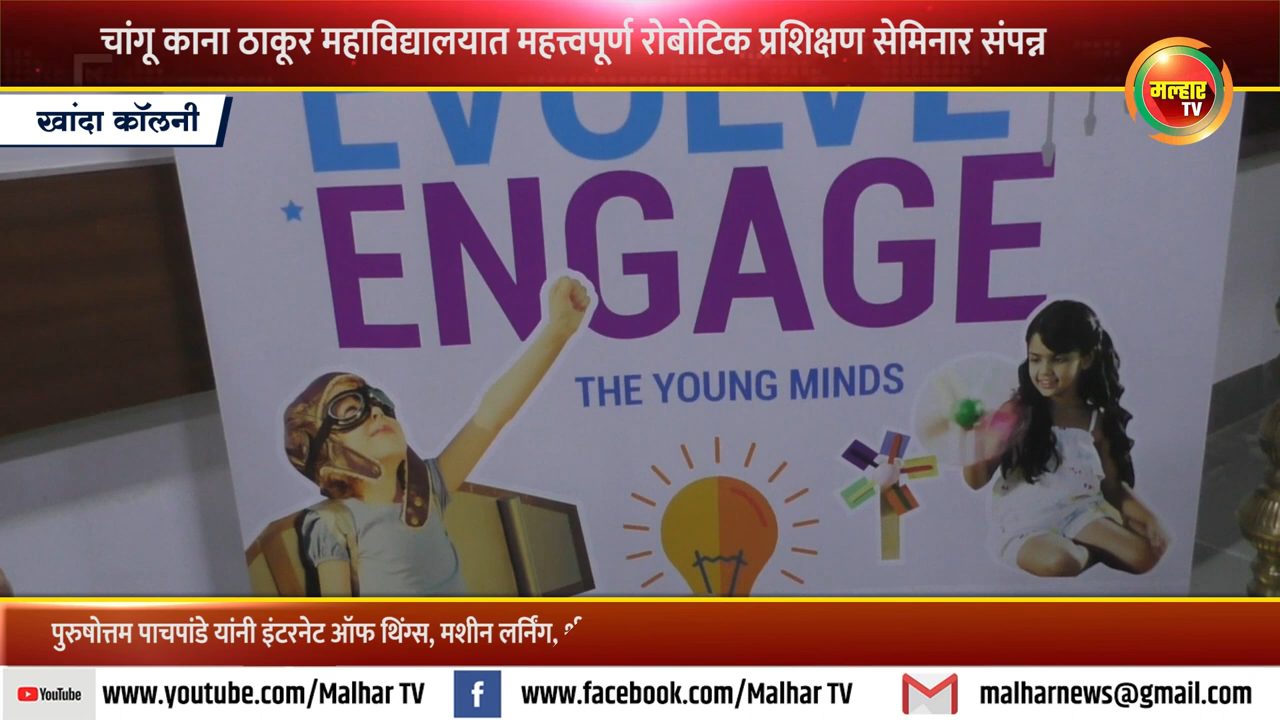 चांगू काना ठाकूर महाविद्यालयात महत्त्वपूर्ण रोबोटिक प्रशिक्षण सेमिनार संपन्न
मल्हार
TV
खांदा कॉलनी
EVOLVE
ENGAGE
THE YOUNG MINDS
पुरुषोत्तम पाचपांडे यांनी इंटरनेट ऑफ थिंग्स, मशीन लर्निंग,
YouTube
www.youtube.com/Malhar TV
www.facebook.com/Malhar TV
malharnews@gmail.com